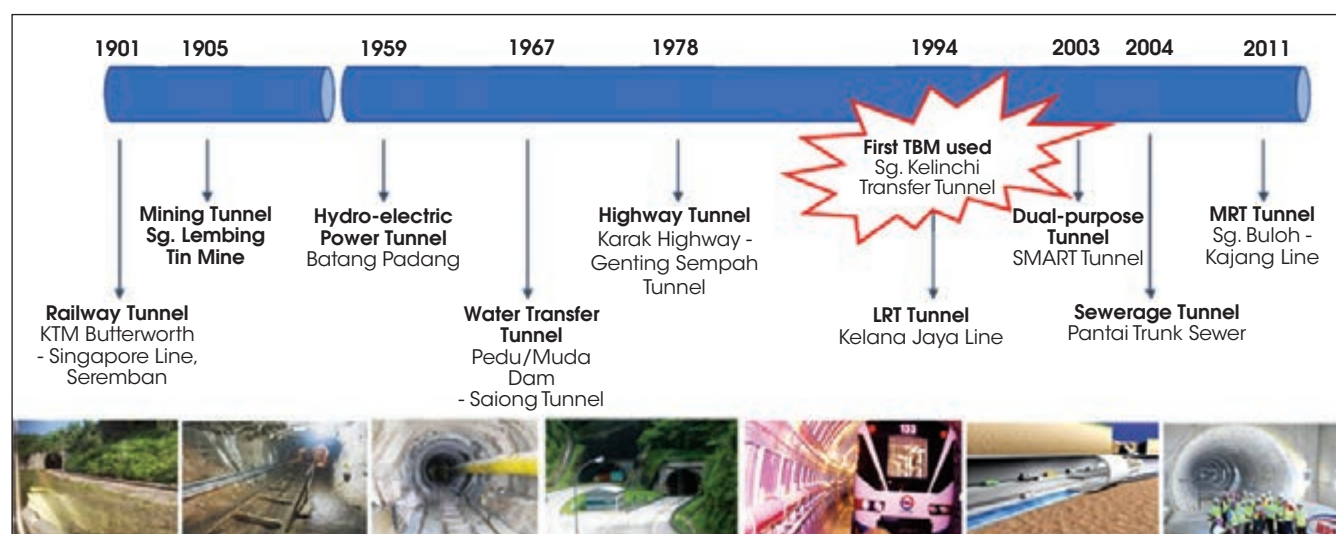 1901
1905
1959
1967
1978
1994
2003
2004
2011
First TBM used
Sg. Kelinchi
Transfer Tunnel
Mining Tunnel
Sg. Lembing
Tin Mine
Hydro-electric
Power Tunnel
Batang Padang
Highway Tunnel
Karak Highway -
Genting Sempah
Tunnel
Dual-purpose
Tunnel
SMART Tunnel
MRT Tunnel
Sg. Buloh -
Kajang Line
Railway Tunnel
KTM Butterworth
- Singapore Line,
Seremban
Water Transfer
Tunnel
Pedu/Muda
Dam
- Saiong Tunnel
LRT Tunnel
Kelana Jaya Line
Sewerage Tunnel
Pantai Trunk Sewer
133